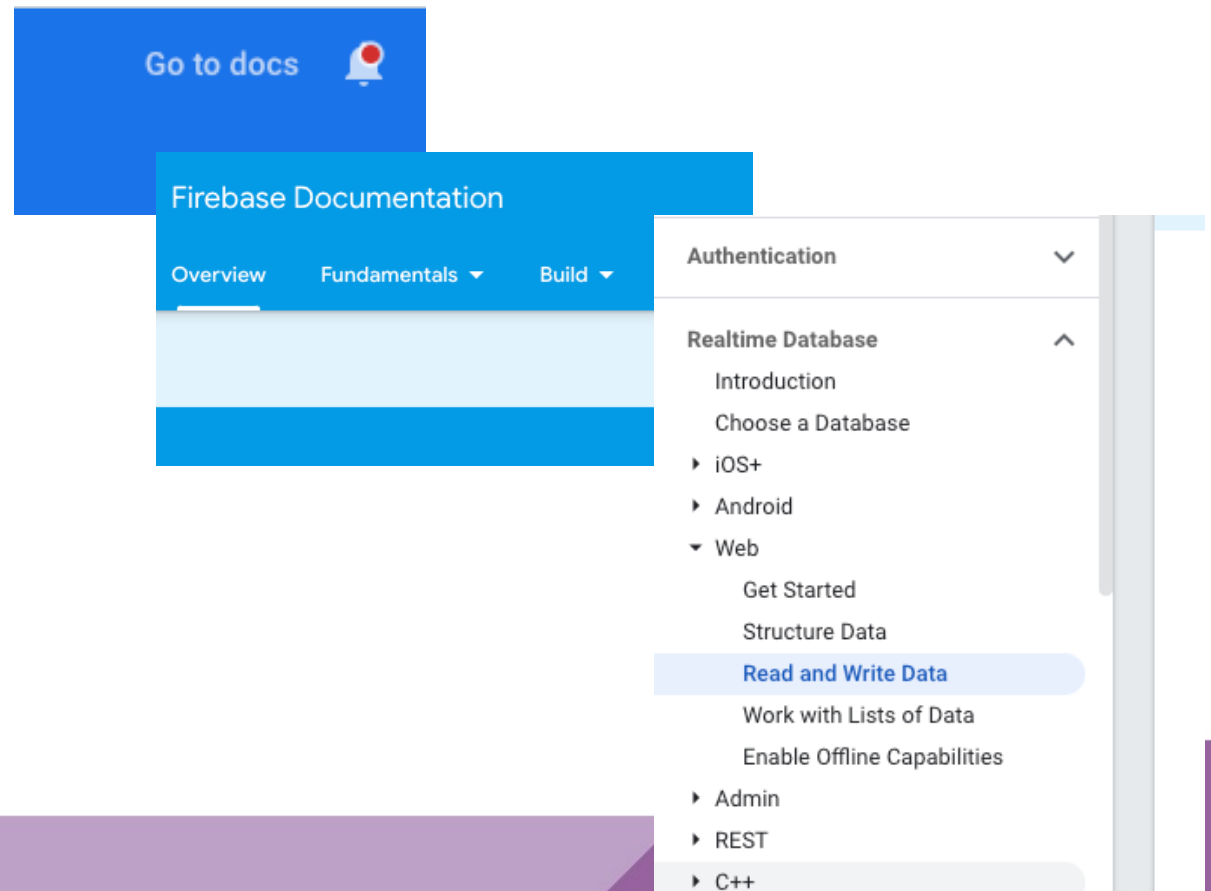 Go to docs
Firebase Documentation
Overview Fundamentals Build
Authentication
Realtime Database
Introduction
Choose a Database
iOS+
Android
Web
Get Started
Structure Data
Read and Write Data
Work with Lists of Data
Enable Offline Capabilities
Admin
REST
C++